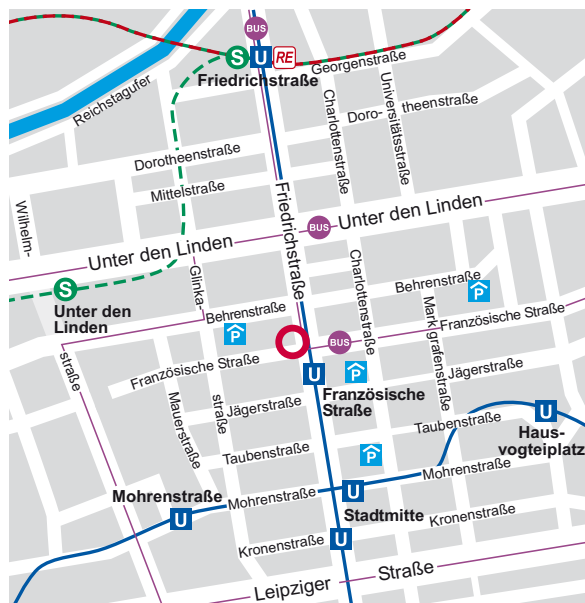 BUS
S
U
RE
Friedrichstraße
Georgenstraße
Reichstagufer
Charlottenstraße
Universitätsstraße
Doro-
theenstraße
Dorotheenstraße
Mittelstraße
Friedrichstraße
Wilhelm-
Unter den Linden
BUS
Unter den Linden
S
Unter den
Linden
Glinka-
Charlottenstraße
Behrenstraße
P
Behrenstraße
Markgrafenstraße
Französische Straße
P
BUS
straße
Französische Straße
U
P
Französische
Straße
Jägerstraße
Mauerstraße
straße
Jägerstraße
U
Haus-
vogteiplatz
Taubenstraße
Taubenstraße
P
Mohrenstraße
Mohrenstraße
U
Mohrenstraße
U
Stadtmitte
Kronenstraße
Kronenstraße
U
Leipziger Straße